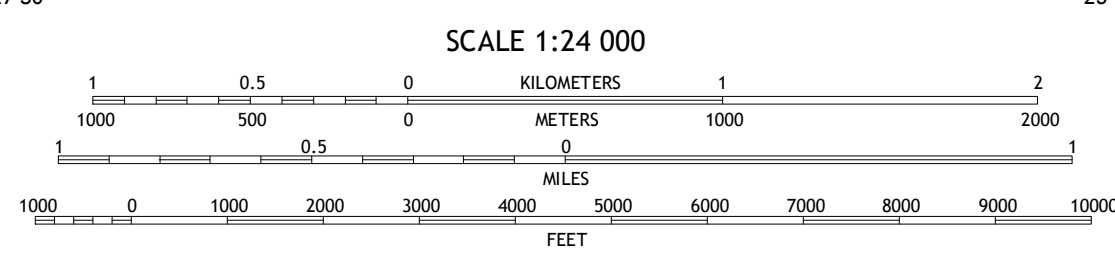 SCALE 1:24 000
1 0.5 0 KILOMETERS 1 2
1000 500 0 METERS 1000 2000
1 0.5 0 1
MILES
1000 0 1000 2000 3000 4000 5000 6000 7000 8000 9000 10000
FEET